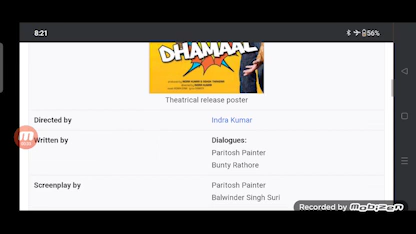 8:21
56%
DHAMAAL
Theatrical release poster
Directed by
Indra Kumar
Written by
Dialogues:
Paritosh Painter
Bunty Rathore
Screenplay by
Paritosh Painter
Balwinder Singh Suri
Recorded by Mobizen